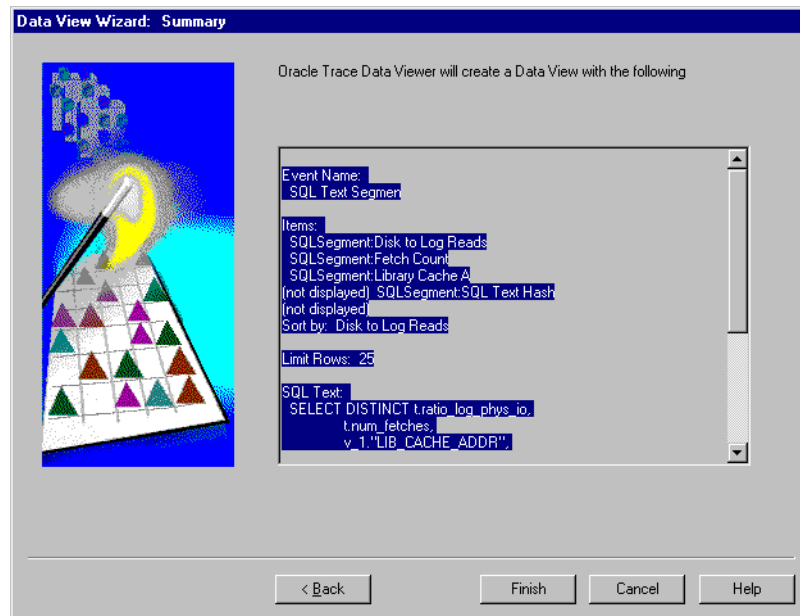 Data View Wizard: Summary
Oracle Trace Data Viewer will create a Data View with the following
Event Name:
SQL Text Segmen
Items:
SQLSegment:Disk to Log Reads
SQLSegment:Fetch Count
SQLSegment:Library Cache A
(not displayed) SQLSegment:SQL Text Hash
(not displayed)
Sort by: Disk to Log Reads
Limit Rows: 25
SQL Text:
SELECT DISTINCT t.ratio_log_phys_io,
t.num_fetches,
v_1."LIB_CACHE_ADDR",
< Back
Finish
Cancel
Help